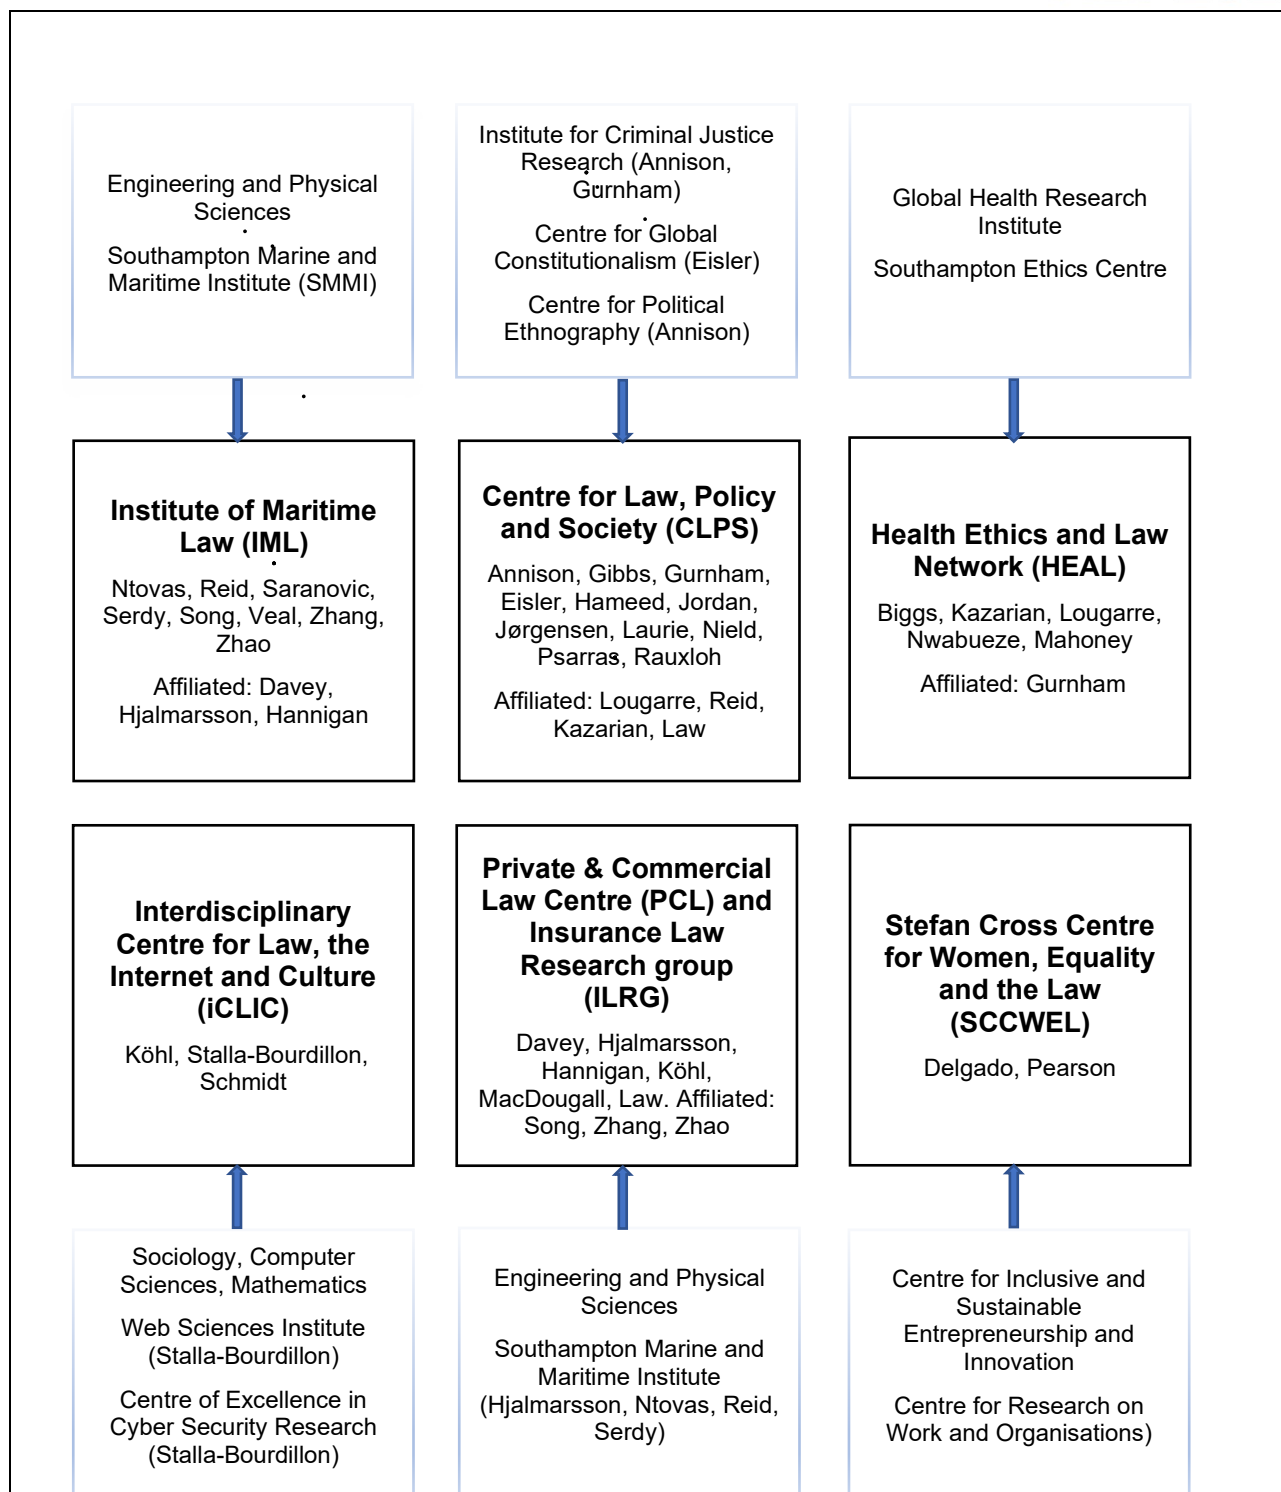 Engineering and Physical
Sciences
Southampton Marine and
Maritime Institute (SMMI)
Institute for Criminal Justice
Research (Annison,
Gurnham)
Centre for Global
Constitutionalism (Eisler)
Centre for Political
Ethnography (Annison)
Global Health Research
Institute
Southampton Ethics Centre
Institute of Maritime
Law (IML)
Ntovas, Reid, Saranovic,
Serdy, Song, Veal, Zhang,
Zhao
Affiliated: Davey,
Hjalmarsson, Hannigan
Centre for Law, Policy
and Society (CLPS)
Annison, Gibbs, Gurnham,
Eisler, Hameed, Jordan,
Jørgensen, Laurie, Nield,
Psarras, Rauxloh
Affiliated: Lougarre, Reid,
Kazarian, Law
Health Ethics and Law
Network (HEAL)
Biggs, Kazarian, Lougarre,
Nwabueze, Mahoney
Affiliated: Gurnham
Interdisciplinary
Centre for Law, the
Internet and Culture
(iCLIC)
Köhl, Stalla-Bourdillon,
Schmidt
Private & Commercial
Law Centre (PCL) and
Insurance Law
Research group
(ILRG)
Davey, Hjalmarsson,
Hannigan, Köhl,
MacDougall, Law. Affiliated:
Song, Zhang, Zhao
Stefan Cross Centre
for Women, Equality
and the Law
(SCCWEL)
Delgado, Pearson
Sociology, Computer
Sciences, Mathematics
Web Sciences Institute
(Stalla-Bourdillon)
Centre of Excellence in
Cyber Security Research
(Stalla-Bourdillon)
Engineering and Physical
Sciences
Southampton Marine and
Maritime Institute
(Hjalmarsson, Ntovas, Reid,
Serdy)
Centre for Inclusive and
Sustainable
Entrepreneurship and
Innovation
Centre for Research on
Work and Organisations)